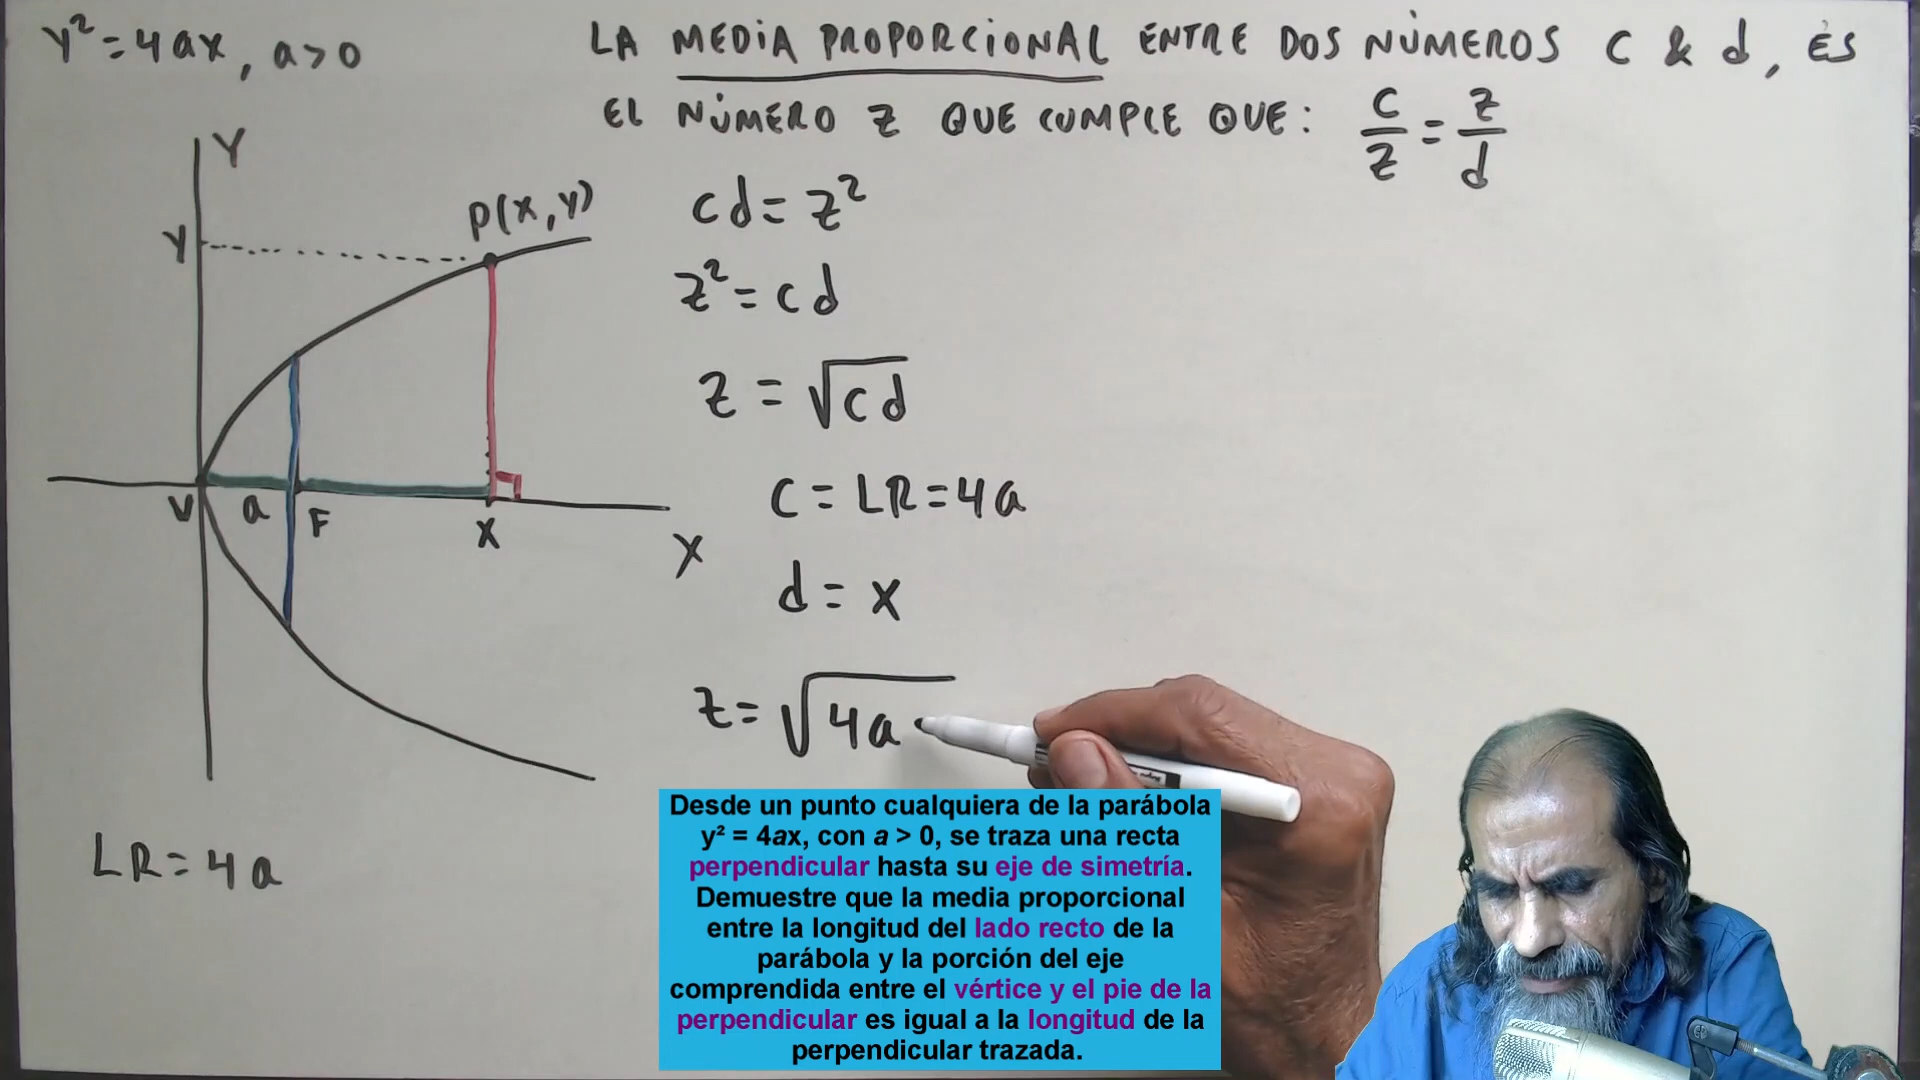 y² = 4ax, a>0
LA MEDIA PROPORCIONAL ENTRE DOS NÚMEROS C & d, ES
EL NÚMERO Z QUE CUMPLE QUE: C/Z = Z/d
Y
P(X,Y)
Y
V
a
F
X
X
LR = 4a
cd = z²
z² = cd
z = √cd
C = LR = 4a
d = x
z = √4a
Desde un punto cualquiera de la parábola
y² = 4ax, con a > 0, se traza una recta
perpendicular hasta su eje de simetría.
Demuestre que la media proporcional
entre la longitud del lado recto de la
parábola y la porción del eje
comprendida entre el vértice y el pie de la
perpendicular es igual a la longitud de la
perpendicular trazada.